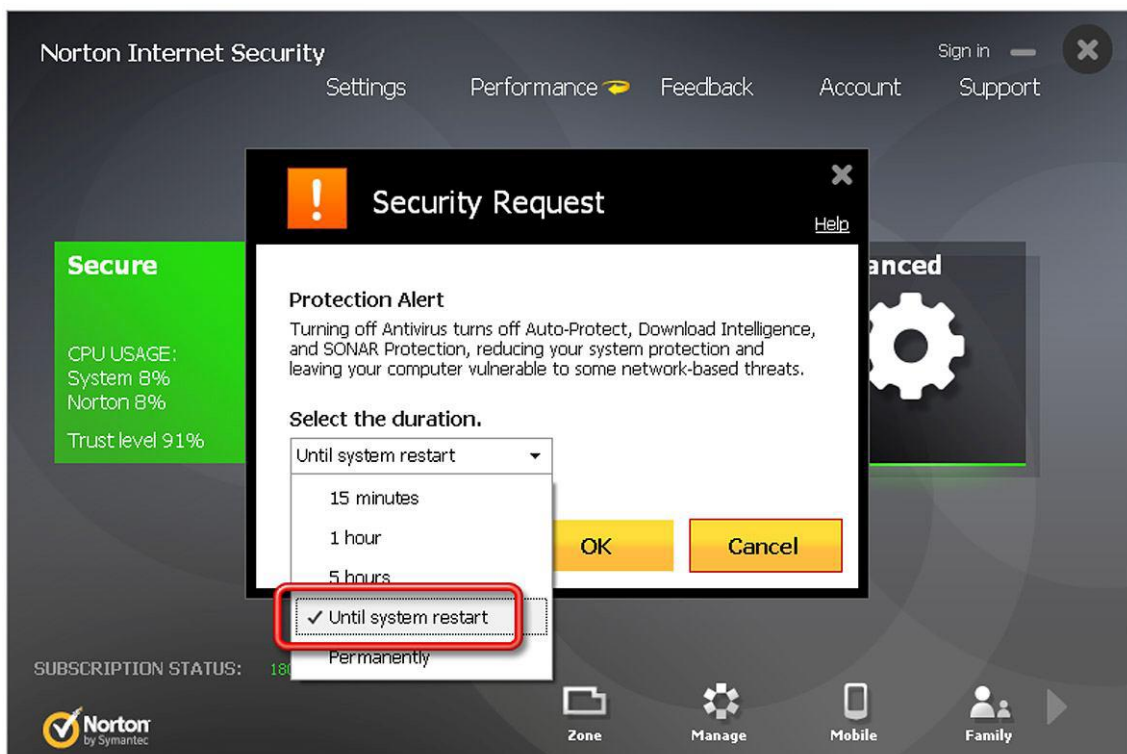 Norton Internet Security
Sign in
Settings Performance Feedback Account Support
Security Request
Help
Secure
CPU USAGE:
System 8%
Norton 8%
Trust level 91%
Protection Alert
Turning off Antivirus turns off Auto-Protect, Download Intelligence,
and SONAR Protection, reducing your system protection and
leaving your computer vulnerable to some network-based threats.
Select the duration.
Until system restart
15 minutes
1 hour
5 hours
Until system restart
Permanently
OK Cancel
SUBSCRIPTION STATUS:
Norton
by Symantec
Zone Manage Mobile Family